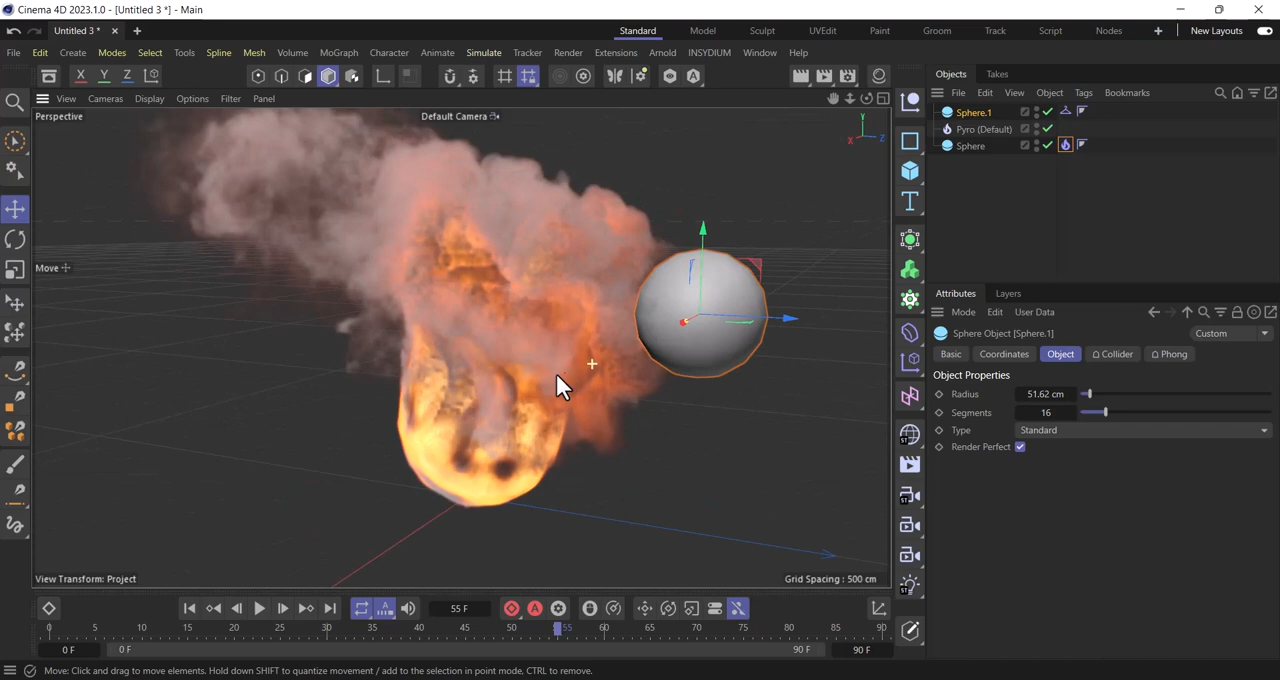 Cinema 4D 2023.1.0 - [Untitled 3 *] - Main
Untitled 3 * Standard Model Sculpt UVEdit Paint Groom Track Script Nodes New Layouts
File Edit Create Modes Select Tools Spline Mesh Volume MoGraph Character Animate Simulate Tracker Render Extensions Arnold INSYDIUM Window Help
X Y Z
Objects Takes
File Edit View Object Tags Bookmarks
View Cameras Display Options Filter Panel
Perspective
Default Camera
Y
X Z
Sphere.1
Pyro (Default)
Sphere
Move
Attributes Layers
Mode Edit User Data
Sphere Object [Sphere.1] Custom
Basic Coordinates Object Collider Phong
Object Properties
Radius 51.62 cm
Segments 16
Type Standard
Render Perfect
View Transform: Project
Grid Spacing : 500 cm
55 F
0 5 10 15 20 25 30 35 40 45 50 55 60 65 70 75 80 85 90
0 F 0 F 90 F 90 F
Move: Click and drag to move elements. Hold down SHIFT to quantize movement / add to the selection in point mode, CTRL to remove.